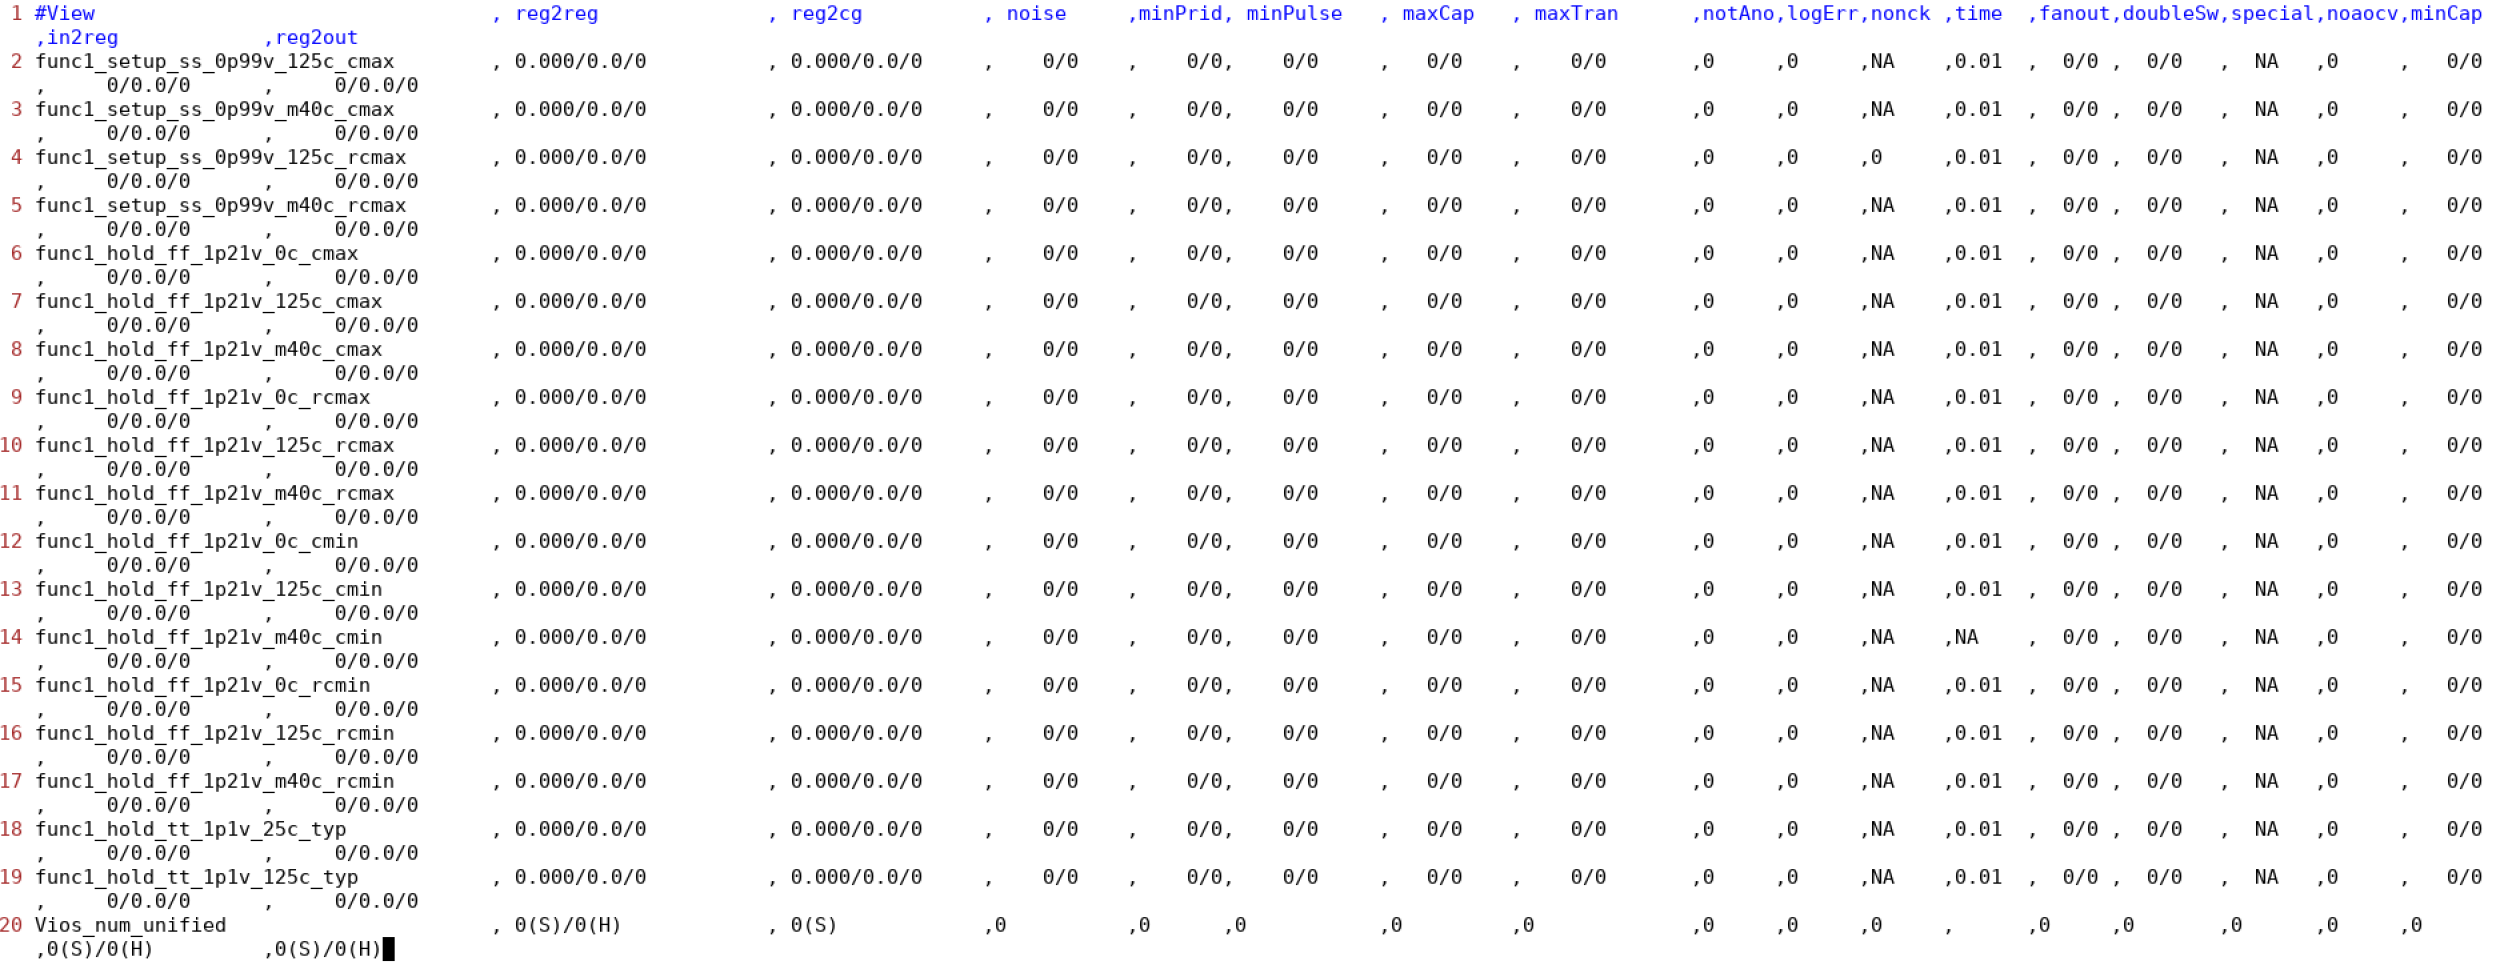 1 #View , reg2reg , reg2cg , noise ,minPrid, minPulse , maxCap , maxTran ,notAno,logErr,nonck ,time ,fanout,doubleSw,special,noaocv,minCap
,in2reg ,reg2out
2 func1_setup_ss_0p99v_125c_cmax , 0.000/0.0/0 , 0.000/0.0/0 , 0/0 , 0/0, 0/0 , 0/0 , 0/0 ,0 ,0 ,NA ,0.01 , 0/0 , 0/0 , NA ,0 , 0/0
, 0/0.0/0 , 0/0.0/0
3 func1_setup_ss_0p99v_m40c_cmax , 0.000/0.0/0 , 0.000/0.0/0 , 0/0 , 0/0, 0/0 , 0/0 , 0/0 ,0 ,0 ,NA ,0.01 , 0/0 , 0/0 , NA ,0 , 0/0
, 0/0.0/0 , 0/0.0/0
4 func1_setup_ss_0p99v_125c_rcmax , 0.000/0.0/0 , 0.000/0.0/0 , 0/0 , 0/0, 0/0 , 0/0 , 0/0 ,0 ,0 ,0 ,0.01 , 0/0 , 0/0 , NA ,0 , 0/0
, 0/0.0/0 , 0/0.0/0
5 func1_setup_ss_0p99v_m40c_rcmax , 0.000/0.0/0 , 0.000/0.0/0 , 0/0 , 0/0, 0/0 , 0/0 , 0/0 ,0 ,0 ,NA ,0.01 , 0/0 , 0/0 , NA ,0 , 0/0
, 0/0.0/0 , 0/0.0/0
6 func1_hold_ff_1p21v_0c_cmax , 0.000/0.0/0 , 0.000/0.0/0 , 0/0 , 0/0, 0/0 , 0/0 , 0/0 ,0 ,0 ,NA ,0.01 , 0/0 , 0/0 , NA ,0 , 0/0
, 0/0.0/0 , 0/0.0/0
7 func1_hold_ff_1p21v_125c_cmax , 0.000/0.0/0 , 0.000/0.0/0 , 0/0 , 0/0, 0/0 , 0/0 , 0/0 ,0 ,0 ,NA ,0.01 , 0/0 , 0/0 , NA ,0 , 0/0
, 0/0.0/0 , 0/0.0/0
8 func1_hold_ff_1p21v_m40c_cmax , 0.000/0.0/0 , 0.000/0.0/0 , 0/0 , 0/0, 0/0 , 0/0 , 0/0 ,0 ,0 ,NA ,0.01 , 0/0 , 0/0 , NA ,0 , 0/0
, 0/0.0/0 , 0/0.0/0
9 func1_hold_ff_1p21v_0c_rcmax , 0.000/0.0/0 , 0.000/0.0/0 , 0/0 , 0/0, 0/0 , 0/0 , 0/0 ,0 ,0 ,NA ,0.01 , 0/0 , 0/0 , NA ,0 , 0/0
, 0/0.0/0 , 0/0.0/0
10 func1_hold_ff_1p21v_125c_rcmax , 0.000/0.0/0 , 0.000/0.0/0 , 0/0 , 0/0, 0/0 , 0/0 , 0/0 ,0 ,0 ,NA ,0.01 , 0/0 , 0/0 , NA ,0 , 0/0
, 0/0.0/0 , 0/0.0/0
11 func1_hold_ff_1p21v_m40c_rcmax , 0.000/0.0/0 , 0.000/0.0/0 , 0/0 , 0/0, 0/0 , 0/0 , 0/0 ,0 ,0 ,NA ,0.01 , 0/0 , 0/0 , NA ,0 , 0/0
, 0/0.0/0 , 0/0.0/0
12 func1_hold_ff_1p21v_0c_cmin , 0.000/0.0/0 , 0.000/0.0/0 , 0/0 , 0/0, 0/0 , 0/0 , 0/0 ,0 ,0 ,NA ,0.01 , 0/0 , 0/0 , NA ,0 , 0/0
, 0/0.0/0 , 0/0.0/0
13 func1_hold_ff_1p21v_125c_cmin , 0.000/0.0/0 , 0.000/0.0/0 , 0/0 , 0/0, 0/0 , 0/0 , 0/0 ,0 ,0 ,NA ,0.01 , 0/0 , 0/0 , NA ,0 , 0/0
, 0/0.0/0 , 0/0.0/0
14 func1_hold_ff_1p21v_m40c_cmin , 0.000/0.0/0 , 0.000/0.0/0 , 0/0 , 0/0, 0/0 , 0/0 , 0/0 ,0 ,0 ,NA ,NA , 0/0 , 0/0 , NA ,0 , 0/0
, 0/0.0/0 , 0/0.0/0
15 func1_hold_ff_1p21v_0c_rcmin , 0.000/0.0/0 , 0.000/0.0/0 , 0/0 , 0/0, 0/0 , 0/0 , 0/0 ,0 ,0 ,NA ,0.01 , 0/0 , 0/0 , NA ,0 , 0/0
, 0/0.0/0 , 0/0.0/0
16 func1_hold_ff_1p21v_125c_rcmin , 0.000/0.0/0 , 0.000/0.0/0 , 0/0 , 0/0, 0/0 , 0/0 , 0/0 ,0 ,0 ,NA ,0.01 , 0/0 , 0/0 , NA ,0 , 0/0
, 0/0.0/0 , 0/0.0/0
17 func1_hold_ff_1p21v_m40c_rcmin , 0.000/0.0/0 , 0.000/0.0/0 , 0/0 , 0/0, 0/0 , 0/0 , 0/0 ,0 ,0 ,NA ,0.01 , 0/0 , 0/0 , NA ,0 , 0/0
, 0/0.0/0 , 0/0.0/0
18 func1_hold_tt_1p1v_25c_typ , 0.000/0.0/0 , 0.000/0.0/0 , 0/0 , 0/0, 0/0 , 0/0 , 0/0 ,0 ,0 ,NA ,0.01 , 0/0 , 0/0 , NA ,0 , 0/0
, 0/0.0/0 , 0/0.0/0
19 func1_hold_tt_1p1v_125c_typ , 0.000/0.0/0 , 0.000/0.0/0 , 0/0 , 0/0, 0/0 , 0/0 , 0/0 ,0 ,0 ,NA ,0.01 , 0/0 , 0/0 , NA ,0 , 0/0
, 0/0.0/0 , 0/0.0/0
20 Vios_num_unified , 0(S)/0(H) , 0(S) ,0 ,0 ,0 ,0 ,0 ,0 ,0 ,0 , ,0 ,0 ,0 ,0 ,0
,0(S)/0(H) ,0(S)/0(H)